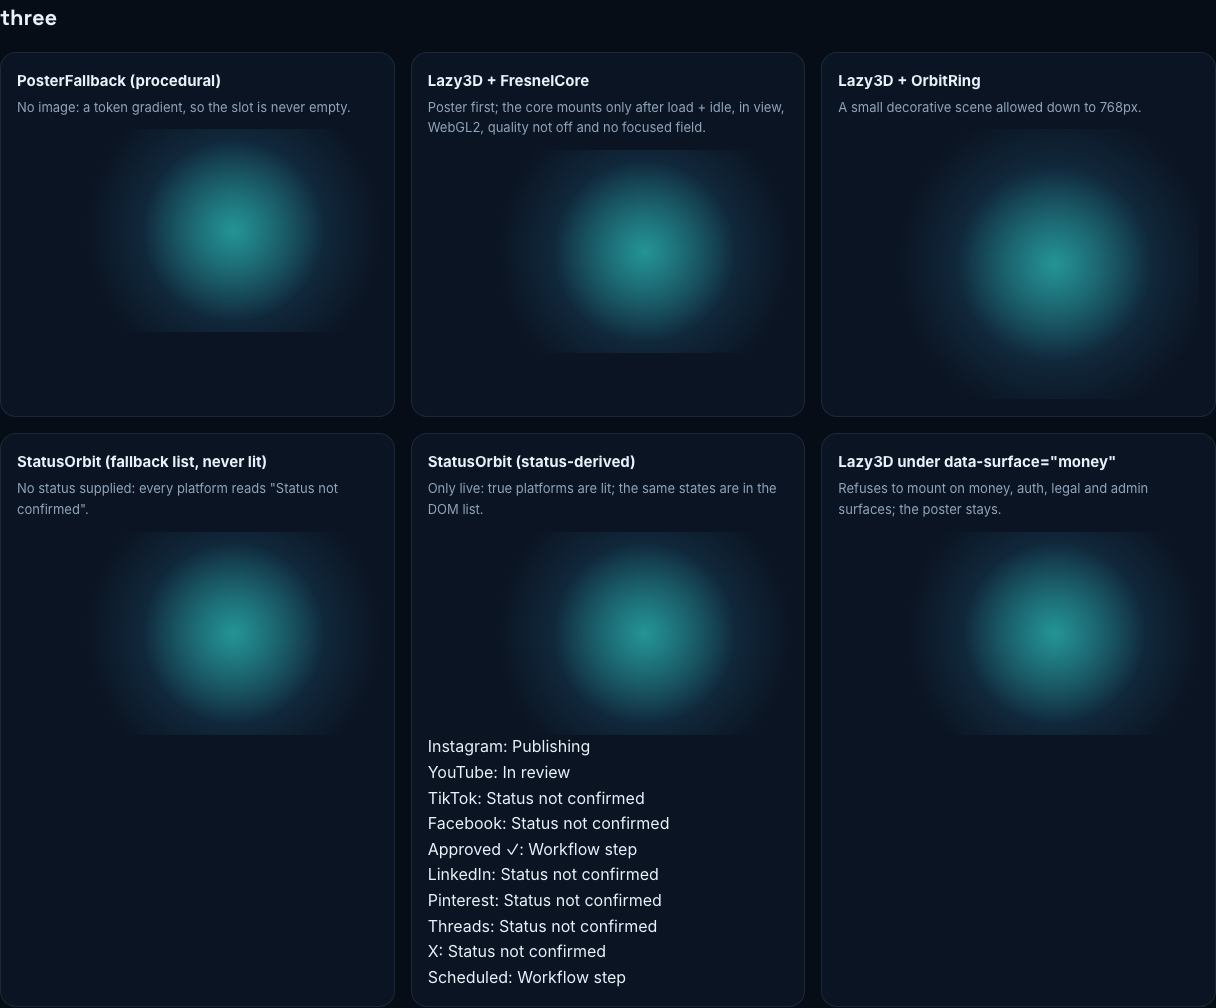 three
PosterFallback (procedural)
No image: a token gradient, so the slot is never empty.
Lazy3D + FresnelCore
Poster first; the core mounts only after load + idle, in view,
WebGL2, quality not off and no focused field.
Lazy3D + OrbitRing
A small decorative scene allowed down to 768px.
StatusOrbit (fallback list, never lit)
No status supplied: every platform reads "Status not
confirmed".
StatusOrbit (status-derived)
Only live: true platforms are lit; the same states are in the
DOM list.
Instagram: Publishing
YouTube: In review
TikTok: Status not confirmed
Facebook: Status not confirmed
Approved ✓: Workflow step
LinkedIn: Status not confirmed
Pinterest: Status not confirmed
Threads: Status not confirmed
X: Status not confirmed
Scheduled: Workflow step
Lazy3D under data-surface="money"
Refuses to mount on money, auth, legal and admin
surfaces; the poster stays.